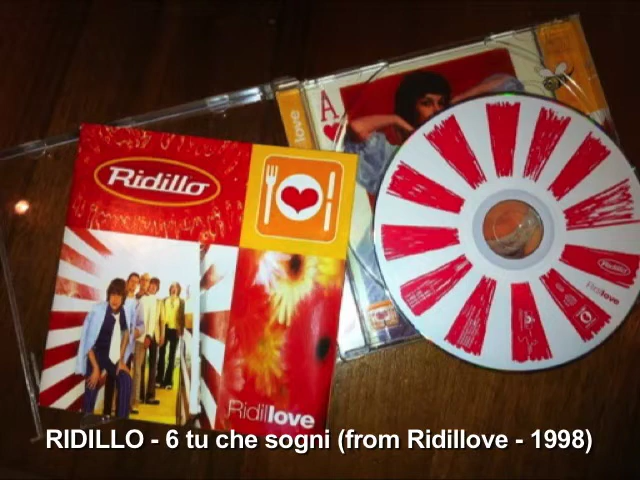 Ridillo
Ridillove
A
love
Ridillo
Ridillove
RIDILLO - 6 tu che sogni (from Ridillove - 1998)